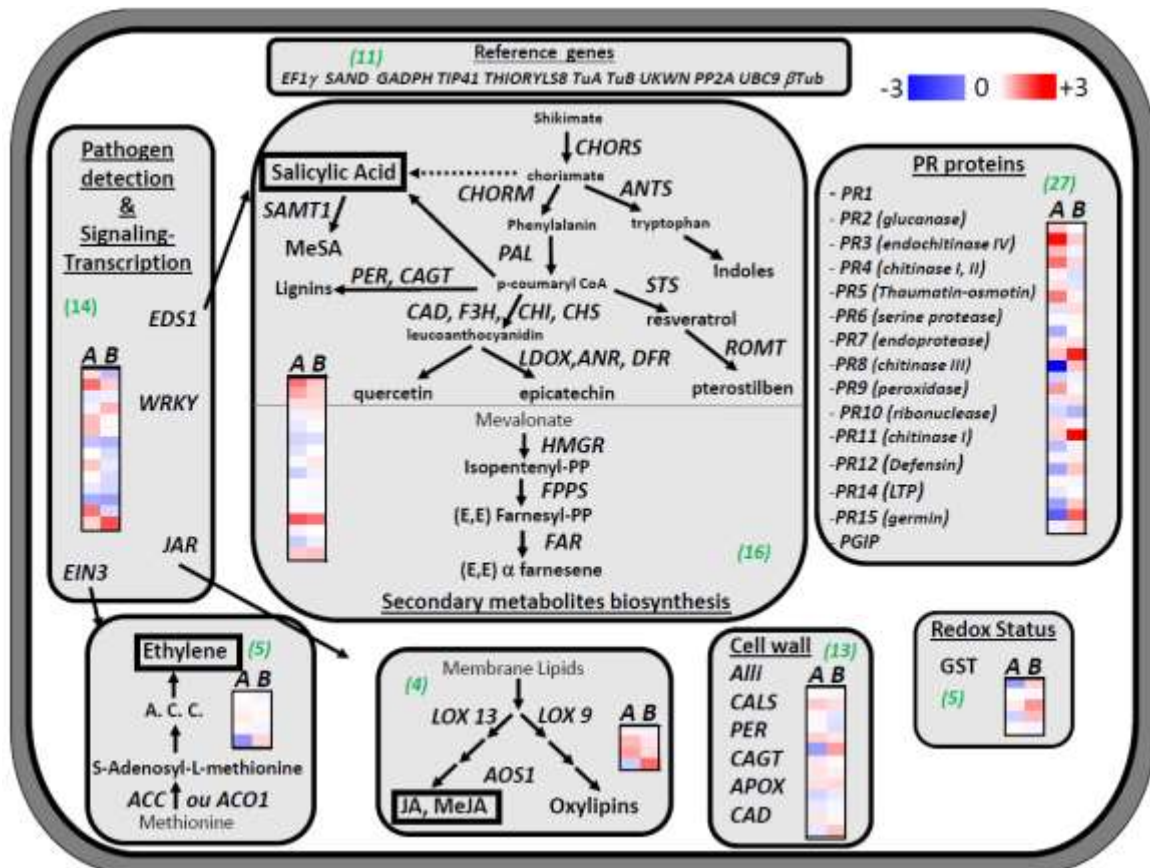 Reference genes
(11)
EF1γ SAND GADPH TIP41 THIORYLS8 TuA TuB UKWN PP2A UBC9 βTub
-3 0 +3
Pathogen
detection
&
Signaling-
Transcription
(14)
EDS1
A B
WRKY
JAR
EIN3
Shikimate
CHORS
Salicylic Acid
chorismate
CHORM
ANTS
SAMT1
Phenylalanin
tryptophan
MeSA
PAL
Indoles
PER, CAGT
Lignins
p-coumaryl CoA
STS
CAD, F3H, CHI, CHS
resveratrol
leucoanthocyanidin
ROMT
LDOX,ANR, DFR
A B
quercetin
epicatechin
pterostilben
Mevalonate
HMGR
Isopentenyl-PP
FPPS
(E,E) Farnesyl-PP
FAR
(16)
(E,E) α farnesene
Secondary metabolites biosynthesis
PR proteins
(27)
A B
- PR1
- PR2 (glucanase)
- PR3 (endochitinase IV)
- PR4 (chitinase I, II)
-PR5 (Thaumatin-osmotin)
-PR6 (serine protease)
-PR7 (endoprotease)
-PR8 (chitinase III)
-PR9 (peroxidase)
- PR10 (ribonuclease)
-PR11 (chitinase I)
-PR12 (Defensin)
-PR14 (LTP)
-PR15 (germin)
- PGIP
Ethylene
(5)
A B
A. C. C.
S-Adenosyl-L-methionine
ACC ou ACO1
Methionine
Membrane Lipids
(4)
LOX 13
LOX 9
A B
AOS1
JA, MeJA
Oxylipins
Cell wall
(13)
A B
Alli
CALS
PER
CAGT
APOX
CAD
Redox Status
GST
A B
(5)